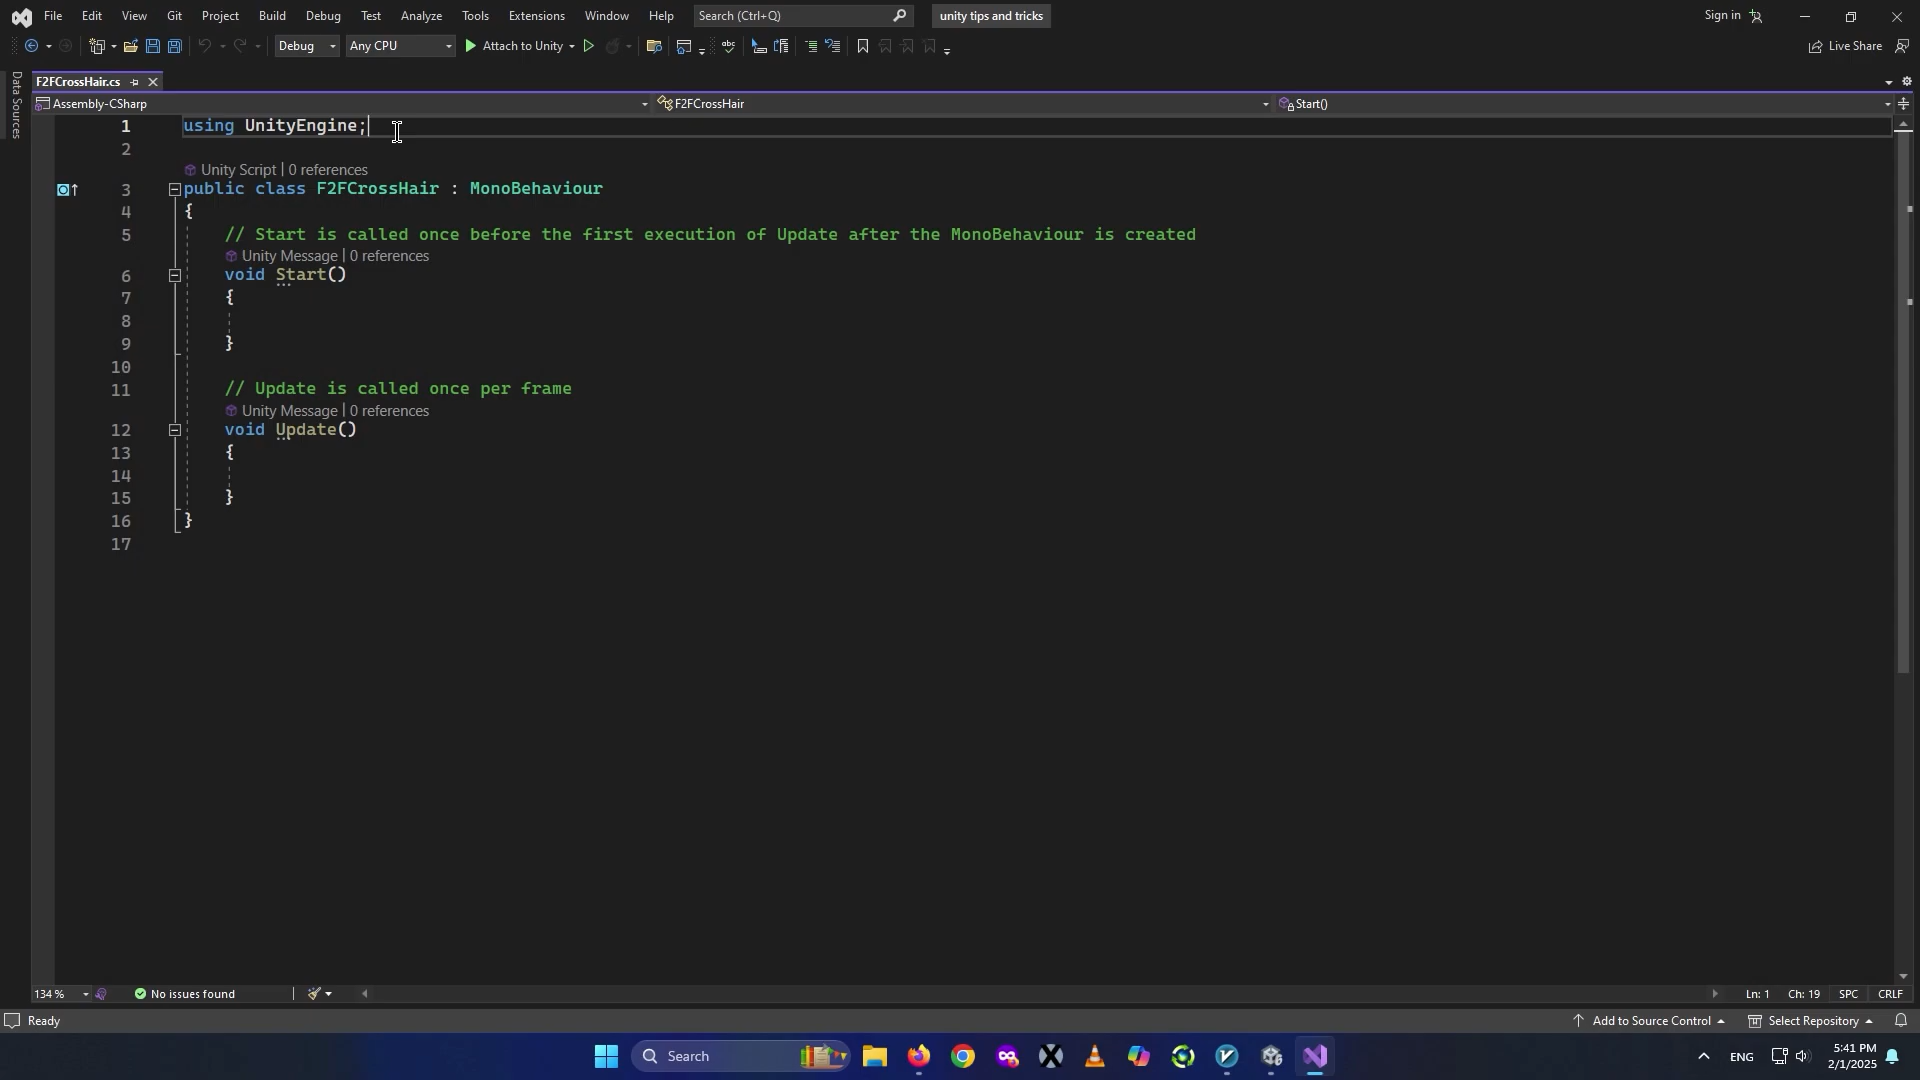 File Edit View Git Project Build Debug Test Analyze Tools Extensions Window Help Search (Ctrl+Q) unity tips and tricks Sign in
Debug Any CPU Attach to Unity abc Live Share
Data Sources
F2FCrossHair.cs
Assembly-CSharp F2FCrossHair Start()
1 using UnityEngine;
2
Unity Script | 0 references
3 public class F2FCrossHair : MonoBehaviour
4 {
5 // Start is called once before the first execution of Update after the MonoBehaviour is created
Unity Message | 0 references
6 void Start()
7 {
8
9 }
10
11 // Update is called once per frame
Unity Message | 0 references
12 void Update()
13 {
14
15 }
16 }
17
134 % No issues found Ln: 1 Ch: 19 SPC CRLF
Ready Add to Source Control Select Repository
Search ENG 5:41 PM
2/1/2025